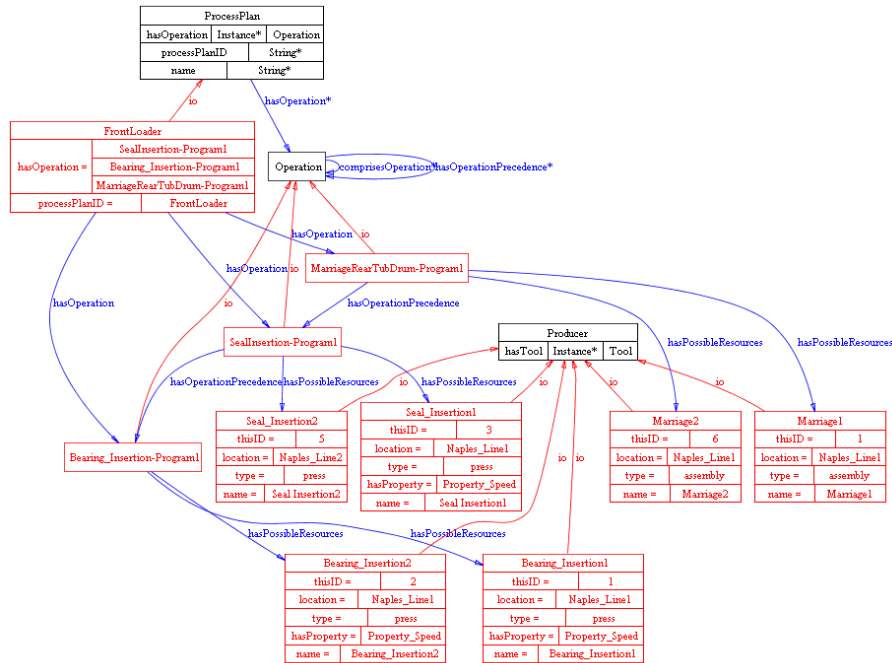 ProcessPlan
hasOperation Instance* Operation
processPlanID String*
name String*
io
hasOperation*
FrontLoader
hasOperation =
SealInsertion-Program1
Bearing_Insertion-Program1
MarriageRearTubDrum-Program1
processPlanID = FrontLoader
Operation
comprisesOperation*
hasOperationPrecedence*
hasOperation
io
hasOperation
io
MarriageRearTubDrum-Program1
hasOperation
io
hasOperationPrecedence
SealInsertion-Program1
Producer
hasTool Instance* Tool
hasPossibleResources
hasPossibleResources
hasOperationPrecedence
hasPossibleResources
io
hasPossibleResources
io
io
io
Seal_Insertion2
thisID = 5
location = Naples_Line2
type = press
name = Seal Insertion2
Seal_Insertion1
thisID = 3
location = Naples_Line1
type = press
hasProperty = Property_Speed
name = Seal Insertion1
Marriage2
thisID = 6
location = Naples_Line1
type = assembly
name = Marriage2
Marriage1
thisID = 1
location = Naples_Line1
type = assembly
name = Marriage1
Bearing_Insertion-Program1
io
io
hasPossibleResources
hasPossibleResources
Bearing_Insertion2
thisID = 2
location = Naples_Line1
type = press
hasProperty = Property_Speed
name = Bearing_Insertion2
Bearing_Insertion1
thisID = 1
location = Naples_Line1
type = press
hasProperty = Property_Speed
name = Bearing_Insertion1